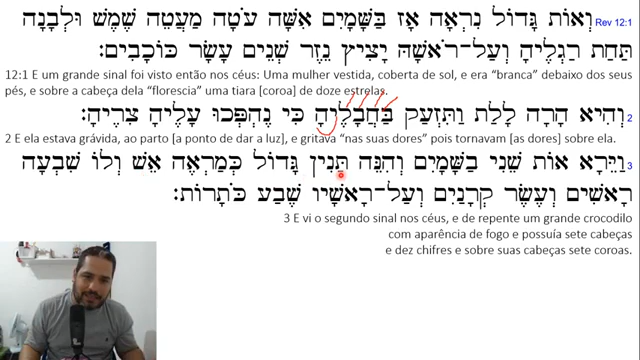 Rev 12:1 וְאוֹת גָּדוֹל נִרְאָה אָז בַּשָּׁמָיִם אִשָּׁה עֹטָה מַעֲטֵה שֶׁמֶשׁ וּלְבָנָה
תַּחַת רַגְלֶיהָ וְעַל־רֹאשָׁהּ יָצִיץ נֵזֶר שְׁנֵים עָשָׂר כּוֹכָבִים׃
12:1 E um grande sinal foi visto então nos céus: Uma mulher vestida, coberta de sol, e era “branca” debaixo dos seus
pés, e sobre a cabeça dela “florescia” uma tiara [coroa] de doze estrelas.
2 וְהִיא הָרָה לָלַת וַתִּזְעַק בַּחֲבָלֶיהָ כִּי נֶהְפְּכוּ עָלֶיהָ צִרֶיהָ׃
2 E ela estava grávida, ao parto [a ponto de dar a luz], e gritava “nas suas dores” pois tornavam [as dores] sobre ela.
3 וַיֵּרָא אוֹת שֵׁנִי בַּשָּׁמָיִם וְהִנֵּה תַּנִּין גָּדוֹל כְּמַרְאֵה אֵשׁ וְלוֹ שִׁבְעָה
רָאשִׁים וְעֶשֶׂר קְרָנַיִם וְעַל־רָאשָׁיו שֶׁבַע כֹּתָרוֹת׃
3 E vi o segundo sinal nos céus, e de repente um grande crocodilo
com aparência de fogo e possuía sete cabeças
e dez chifres e sobre suas cabeças sete coroas.